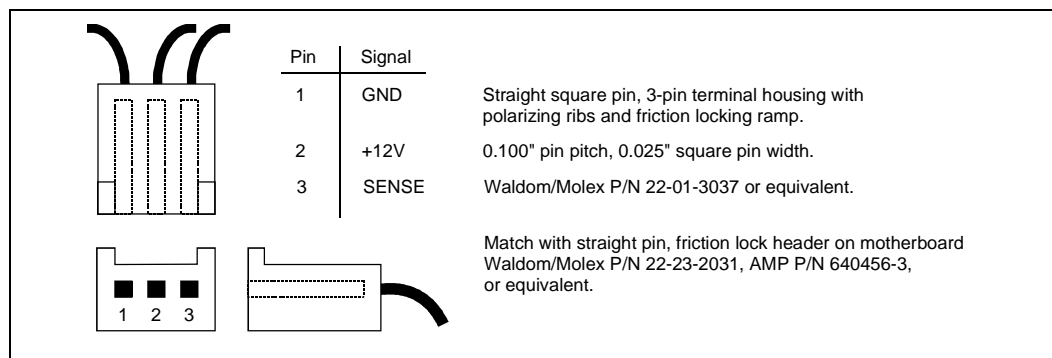 Pin Signal
1 GND Straight square pin, 3-pin terminal housing with
polarizing ribs and friction locking ramp.
2 +12V 0.100" pin pitch, 0.025" square pin width.
3 SENSE Waldom/Molex P/N 22-01-3037 or equivalent.
Match with straight pin, friction lock header on motherboard
Waldom/Molex P/N 22-23-2031, AMP P/N 640456-3,
or equivalent.
1 2 3